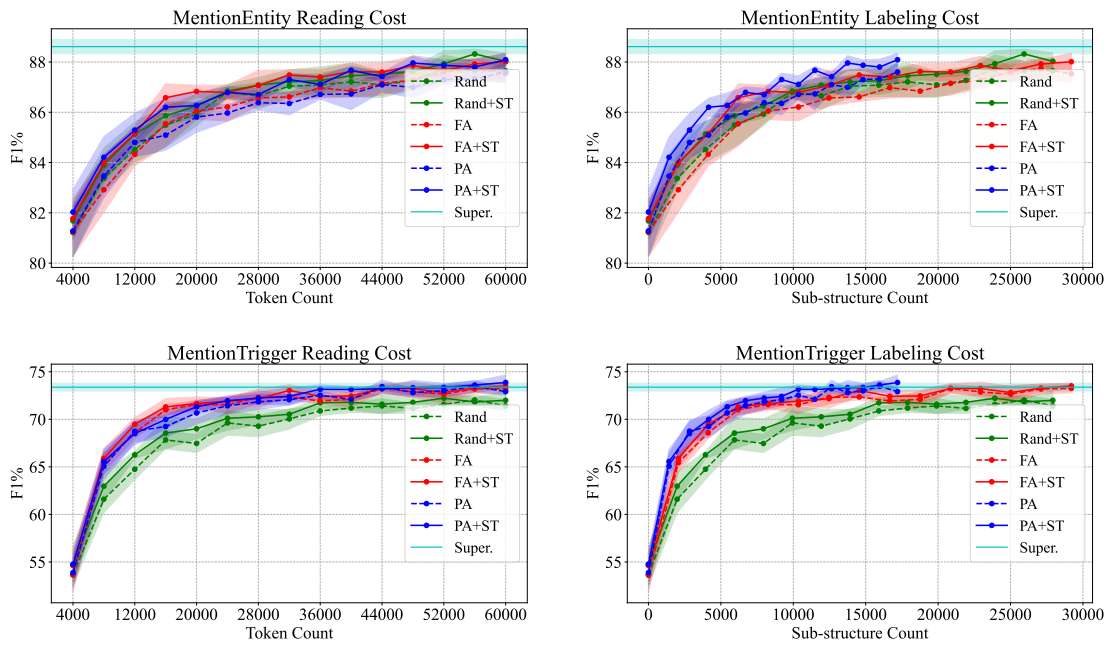 MentionEntity Reading Cost
F1%
88
86
84
82
80
Rand
Rand+ST
FA
FA+ST
PA
PA+ST
Super.
4000 12000 20000 28000 36000 44000 52000 60000
Token Count
MentionEntity Labeling Cost
F1%
88
86
84
82
80
Rand
Rand+ST
FA
FA+ST
PA
PA+ST
Super.
0 5000 10000 15000 20000 25000 30000
Sub-structure Count
MentionTrigger Reading Cost
F1%
75
70
65
60
55
Rand
Rand+ST
FA
FA+ST
PA
PA+ST
Super.
4000 12000 20000 28000 36000 44000 52000 60000
Token Count
MentionTrigger Labeling Cost
F1%
75
70
65
60
55
Rand
Rand+ST
FA
FA+ST
PA
PA+ST
Super.
0 5000 10000 15000 20000 25000 30000
Sub-structure Count